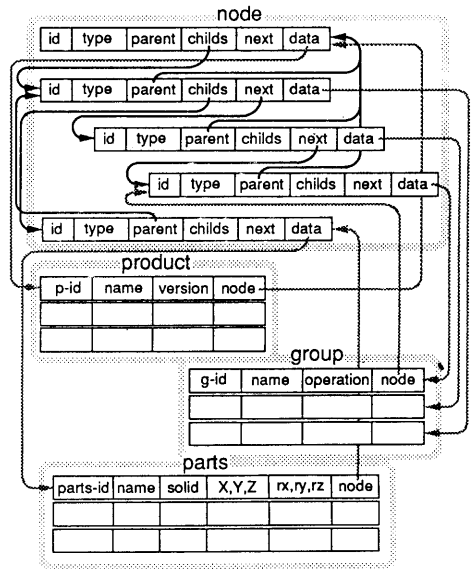 node
id type parent childs next data
id type parent childs next data
id type parent childs next data
id type parent childs next data
id type parent childs next data
product
p-id name version node
group
g-id name operation node
parts
parts-id name solid X,Y,Z rx,ry,rz node